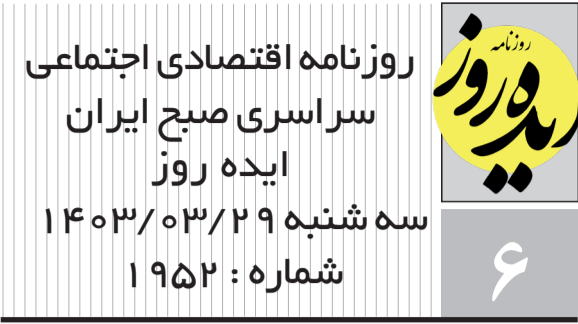 روزنامه اقتصادی اجتماعی
سراسری صبح ایران
ایده روز
سه شنبه ۱۴۰۳/۰۳/۲۹
شماره : ۱۹۵۲
روزنامه
ایده روز
۶